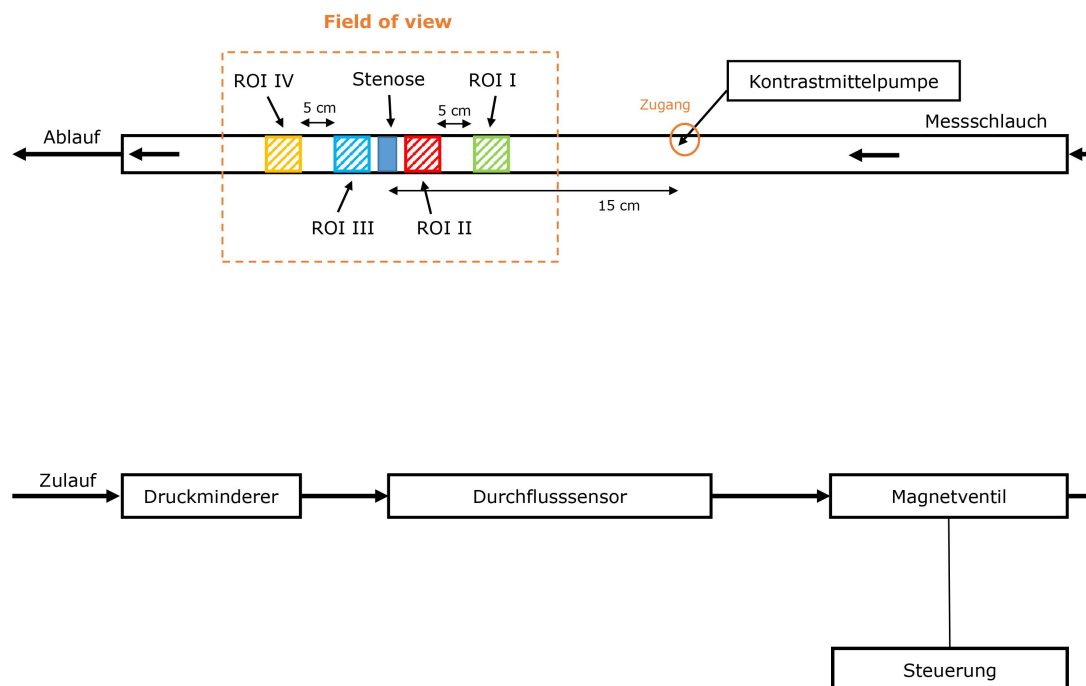 Field of view
ROI IV
Stenose
ROI I
Kontrastmittelpumpe
5 cm
5 cm
Zugang
Ablauf
Messschlauch
15 cm
ROI III
ROI II
Zulauf
Druckminderer
Durchflusssensor
Magnetventil
Steuerung